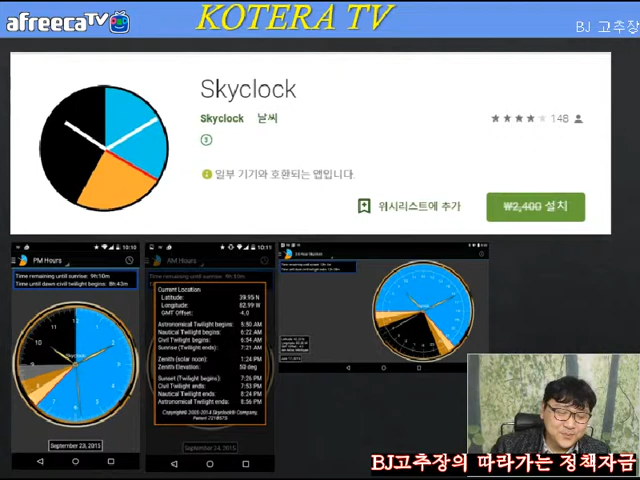 afreecaTV
KOTERA TV
BJ 고추장
Skyclock
Skyclock 날씨
148
3
일부 기기와 호환되는 앱입니다.
위시리스트에 추가
₩2,400 설치
10:10
PM Hours
Time remaining until sunrise: 9h:10m
Time until dawn civil twilight begins: 8h:43m
Skyclock
September 23, 2015
10:11
AM Hours
Current Location
Latitude: 39.95 N
Longitude: 82.99 W
GMT Offset: -4.0
Astronomical Twilight begins: 5:50 AM
Nautical Twilight begins: 6:22 AM
Civil Twilight begins: 6:54 AM
Sunrise (Twilight ends): 7:21 AM
Zenith (solar noon): 1:24 PM
Zenith Elevation: 50 deg
Sunset (Twilight begins): 7:26 PM
Civil Twilight ends: 7:53 PM
Nautical Twilight ends: 8:24 PM
Astronomical Twilight ends: 8:56 PM
September 24, 2015
BJ고추장의 따라가는 정책자금